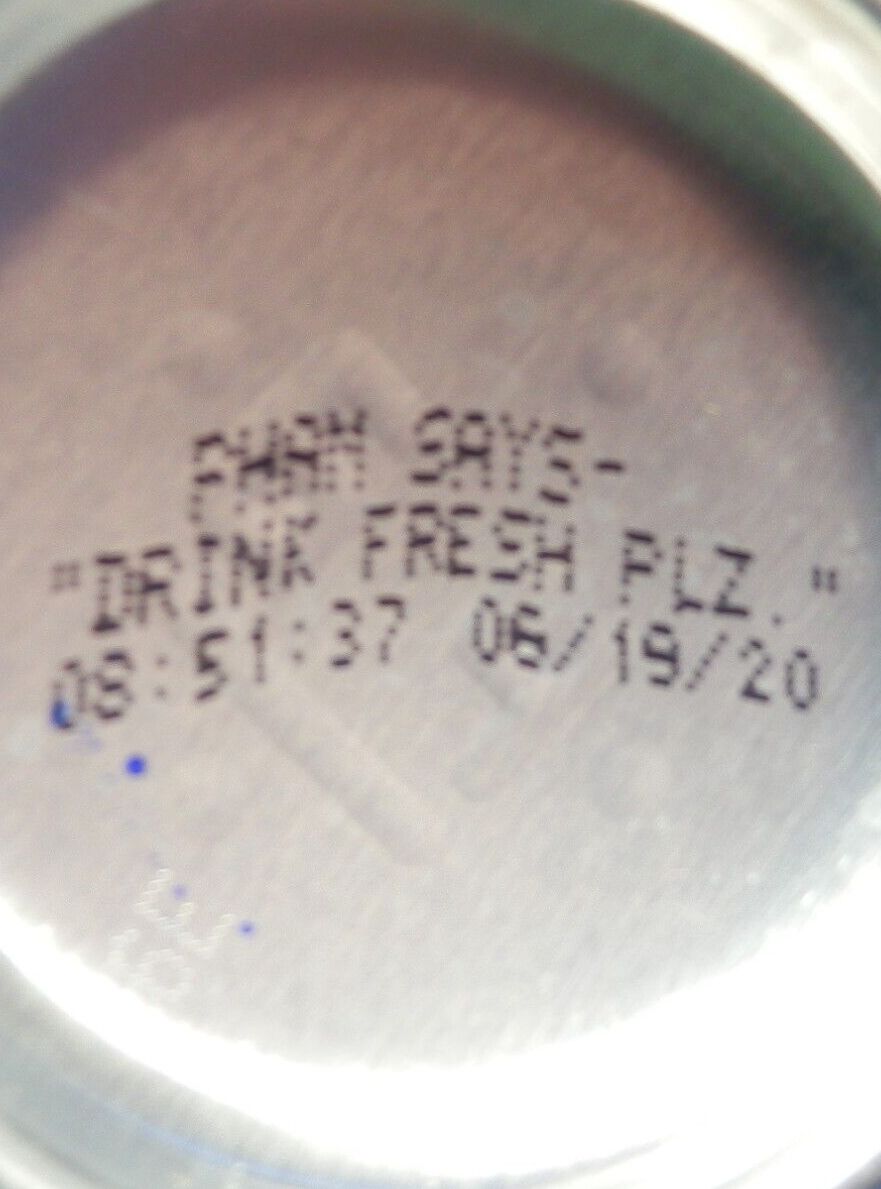 SAYS-
"DRINK FRESH PLZ."
08:51:37 06/19/20